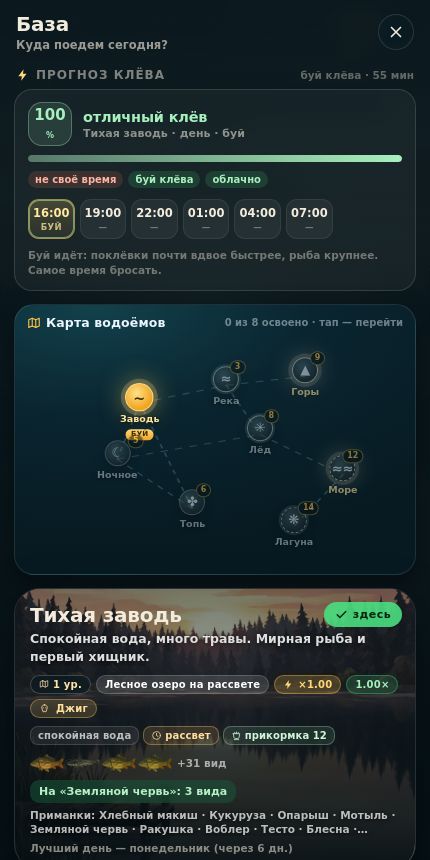 База
Куда поедем сегодня?
ПРОГНОЗ КЛЁВА
буй клёва · 55 мин
100
%
отличный клёв
Тихая заводь · день · буй
не своё время
буй клёва
облачно
16:00
БУЙ
19:00
—
22:00
—
01:00
—
04:00
—
07:00
—
Буй идёт: поклёвки почти вдвое быстрее, рыба крупнее.
Самое время бросать.
Карта водоёмов
0 из 8 освоено · тап — перейти
3
Река
9
Горы
Заводь
БУЙ
8
Лёд
Ночное
12
Море
6
Топь
14
Лагуна
Тихая заводь
здесь
Спокойная вода, много травы. Мирная рыба и
первый хищник.
1 ур.
Лесное озеро на рассвете
×1.00
1.00×
Джиг
спокойная вода
рассвет
прикормка 12
+31 вид
На «Земляной червь»: 3 вида
Приманки: Хлебный мякиш · Кукуруза · Опарыш · Мотыль ·
Земляной червь · Ракушка · Воблер · Тесто · Блесна ·…
Лучший день — понедельник (через 6 дн.)